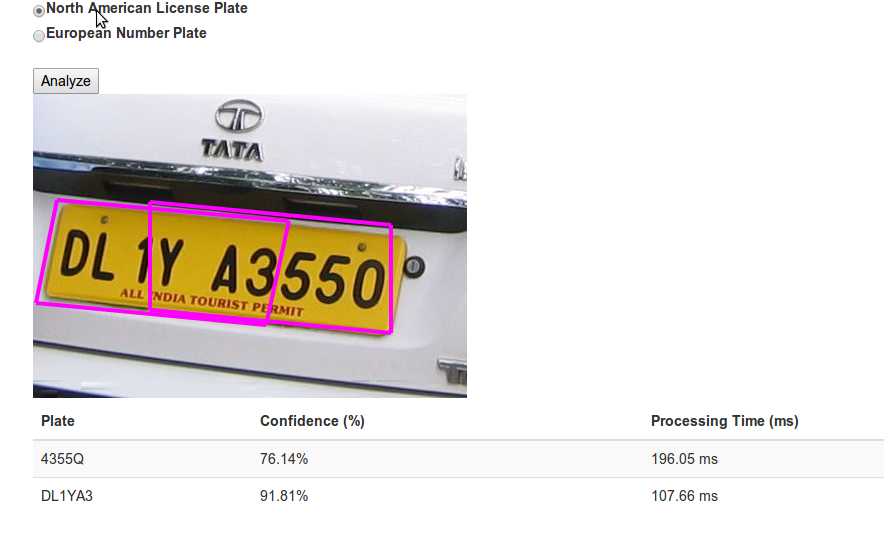 North American License Plate
European Number Plate
Analyze
TATA
DL 1Y A3550
ALL INDIA TOURIST PERMIT
Plate Confidence (%) Processing Time (ms)
4355Q 76.14% 196.05 ms
DL1YA3 91.81% 107.66 ms